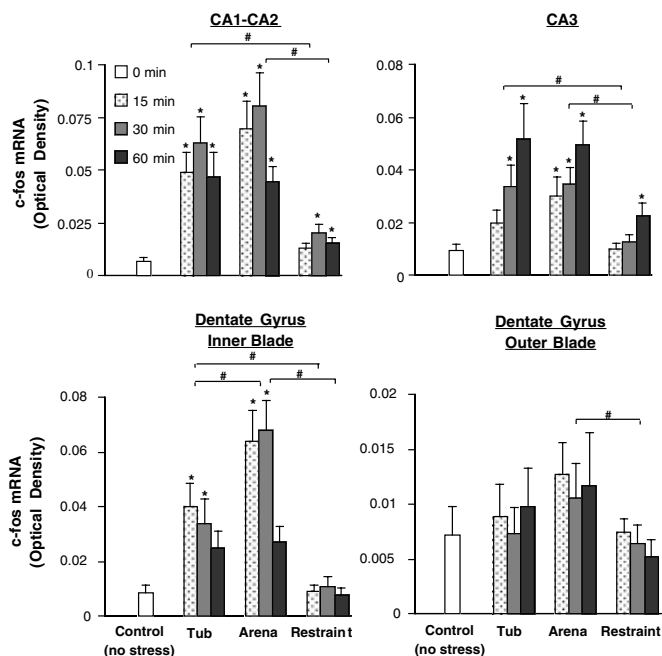 CA1-CA2
CA3
#
#
c-fos mRNA
(Optical Density)
0.1
0.075
0.05
0.025
0
0 min
15 min
30 min
60 min
* * * * * * * *
#
#
0.08
0.06
0.04
0.02
0
* * * * * *
Dentate Gyrus
Inner Blade
Dentate Gyrus
Outer Blade
#
#
#
c-fos mRNA
(Optical Density)
0.08
0.06
0.04
0.02
0
* * * *
#
0.02
0.015
0.01
0.005
0
Control
(no stress)
Tub
Arena
Restraint
Control
(no stress)
Tub
Arena
Restraint